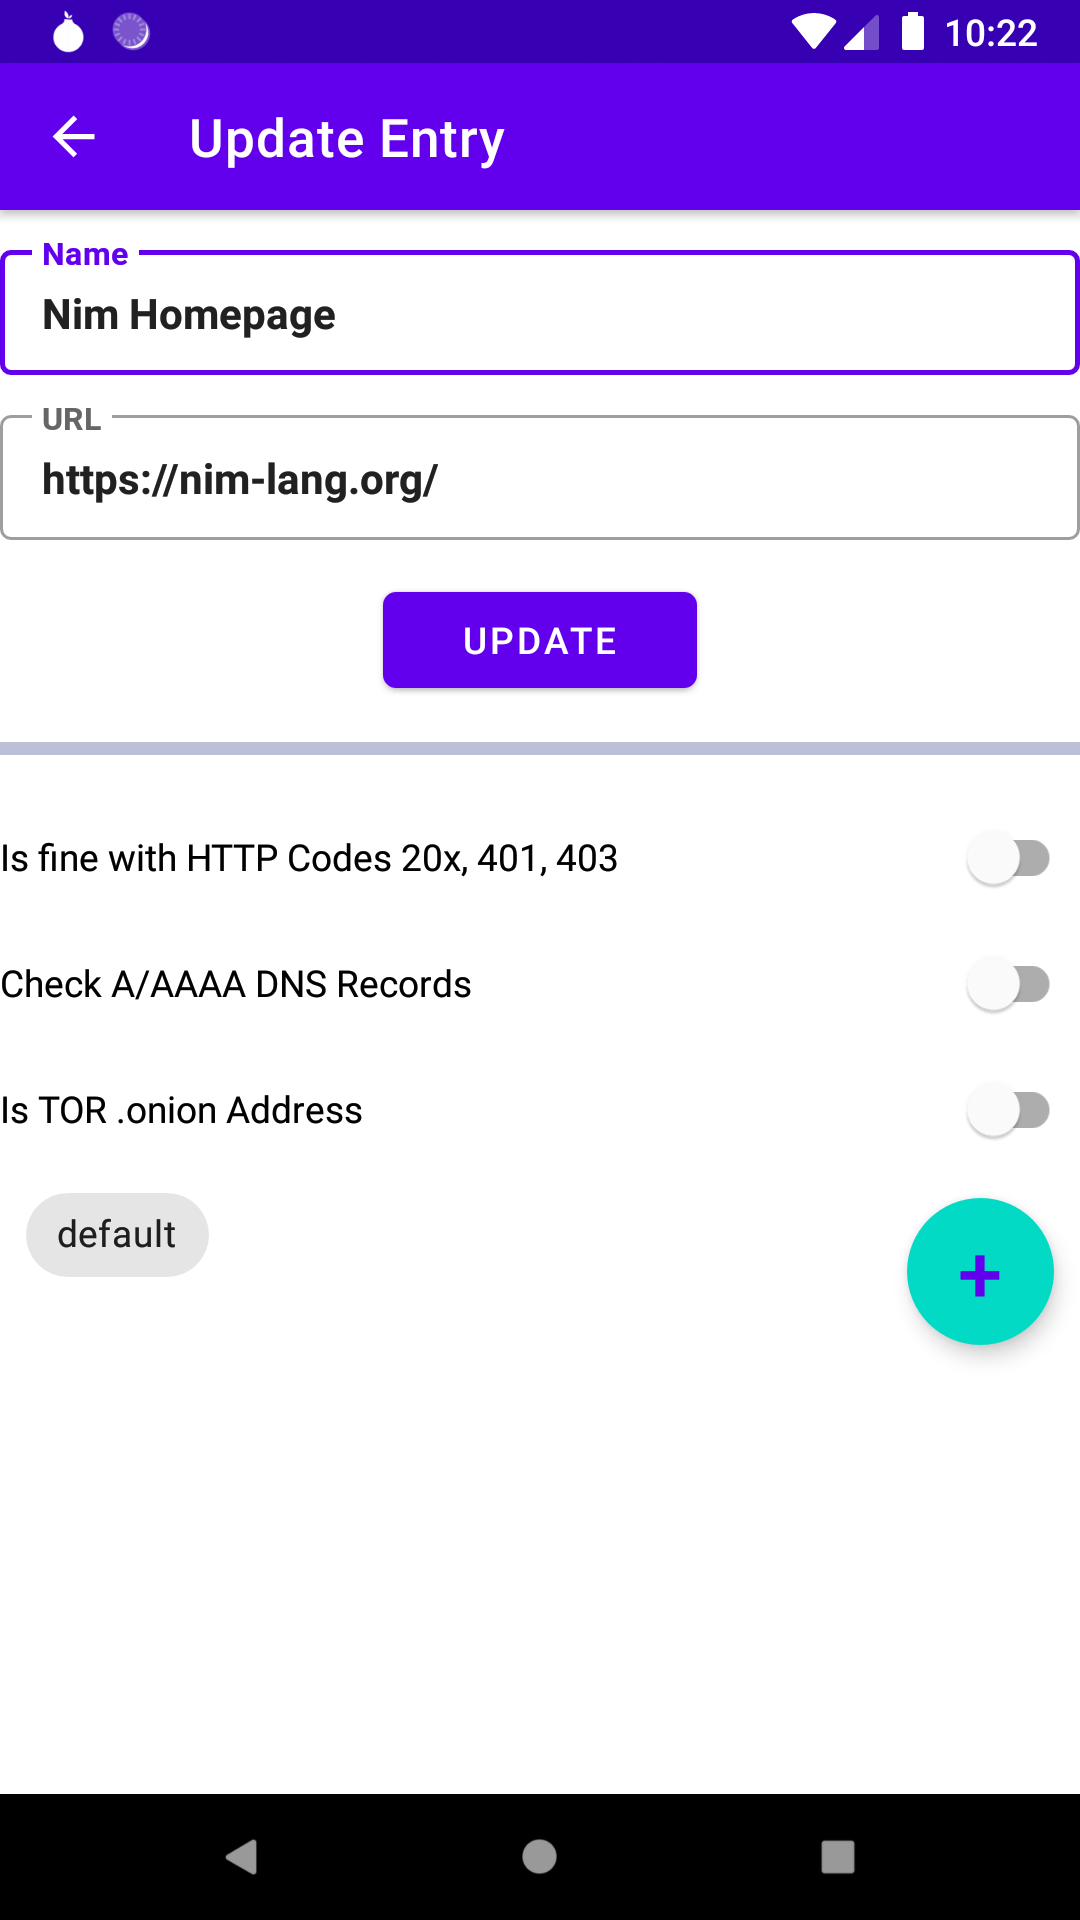 10:22
Update Entry
Name
Nim Homepage
URL
https://nim-lang.org/
UPDATE
Is fine with HTTP Codes 20x, 401, 403
Check A/AAAA DNS Records
Is TOR .onion Address
default
+